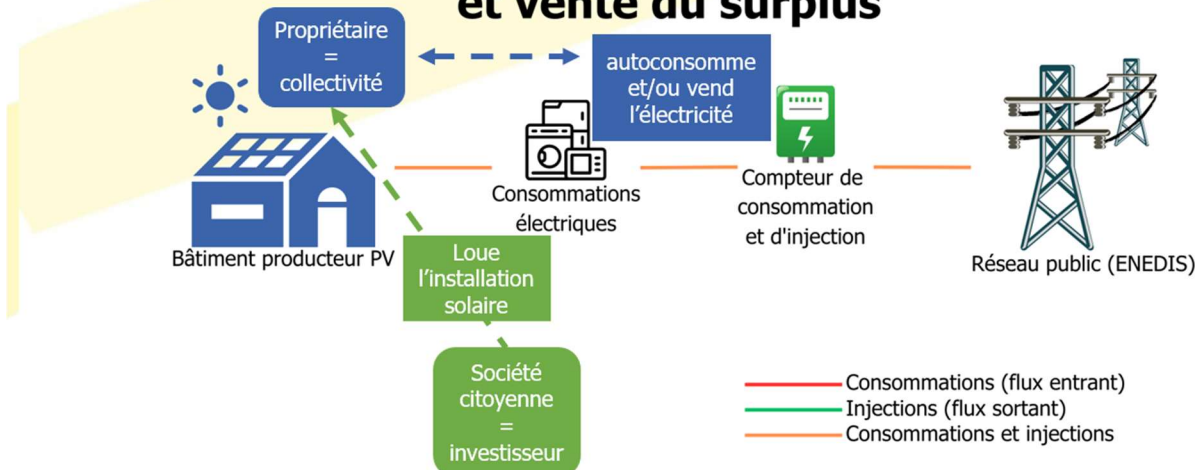 et vente du surplus
Propriétaire
=
collectivité
autoconsomme
et/ou vend
l'électricité
Consommations
électriques
Compteur de
consommation
et d'injection
Bâtiment producteur PV
Réseau public (ENEDIS)
Loue
l'installation
solaire
Société
citoyenne
=
investisseur
Consommations (flux entrant)
Injections (flux sortant)
Consommations et injections